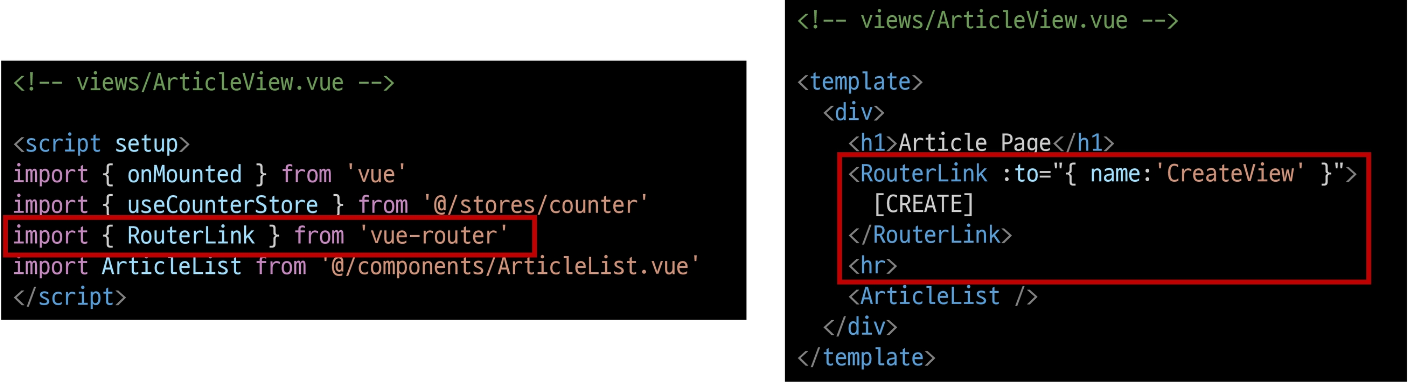 <!-- views/ArticleView.vue -->
<script setup>
import { onMounted } from 'vue'
import { useCounterStore } from '@/stores/counter'
import { RouterLink } from 'vue-router'
import ArticleList from '@/components/ArticleList.vue'
</script>
<!-- views/ArticleView.vue -->
<template>
<div>
<h1>Article Page</h1>
<RouterLink :to="{ name:'CreateView' }">
[CREATE]
</RouterLink>
<hr>
<ArticleList />
</div>
</template>